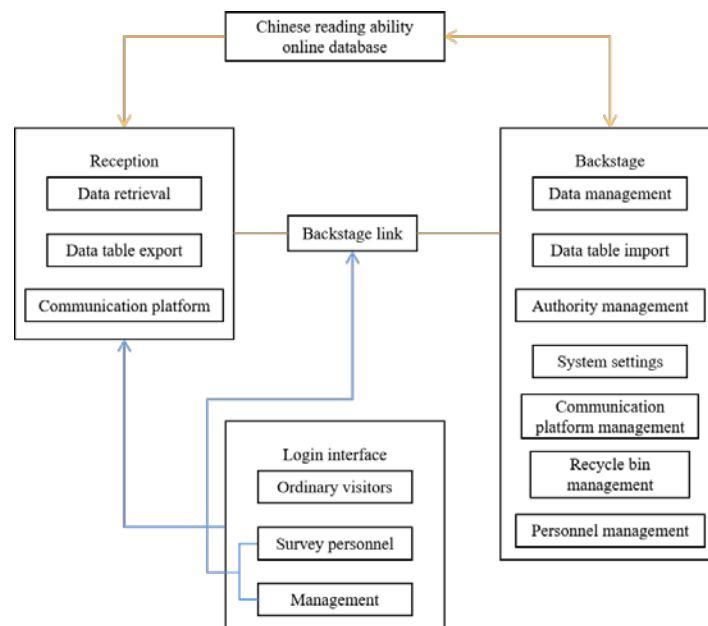 Chinese reading ability
online database
Reception
Data retrieval
Data table export
Communication platform
Backstage link
Backstage
Data management
Data table import
Authority management
System settings
Communication
platform management
Recycle bin
management
Personnel management
Login interface
Ordinary visitors
Survey personnel
Management